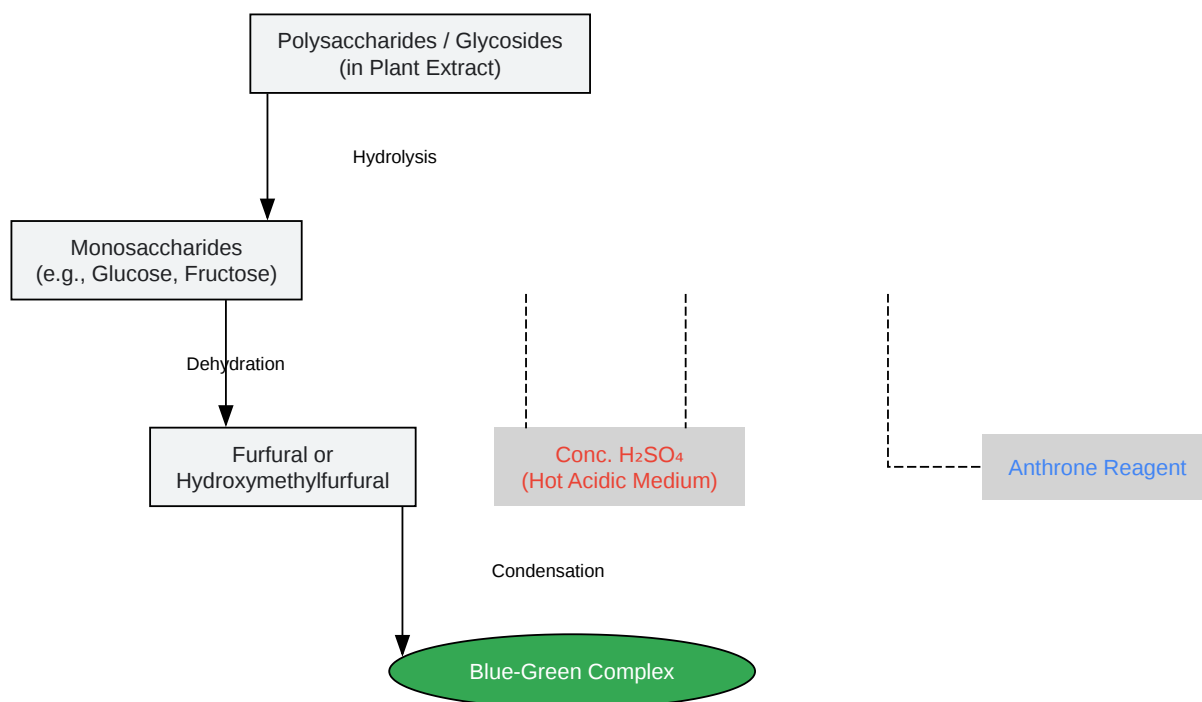 Polysaccharides / Glycosides
(in Plant Extract)
Hydrolysis
Monosaccharides
(e.g., Glucose, Fructose)
Dehydration
Furfural or
Hydroxymethylfurfural
Conc. H₂SO₄
(Hot Acidic Medium)
Anthrone Reagent
Condensation
Blue-Green Complex